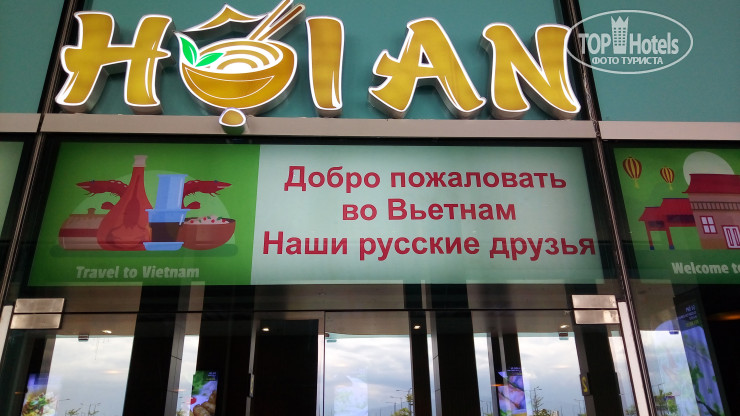 HỘI AN
TOP Hotels
ФОТО ТУРИСТА
Добро пожаловать
во Вьетнам
Наши русские друзья
Travel to Vietnam
Welcome to